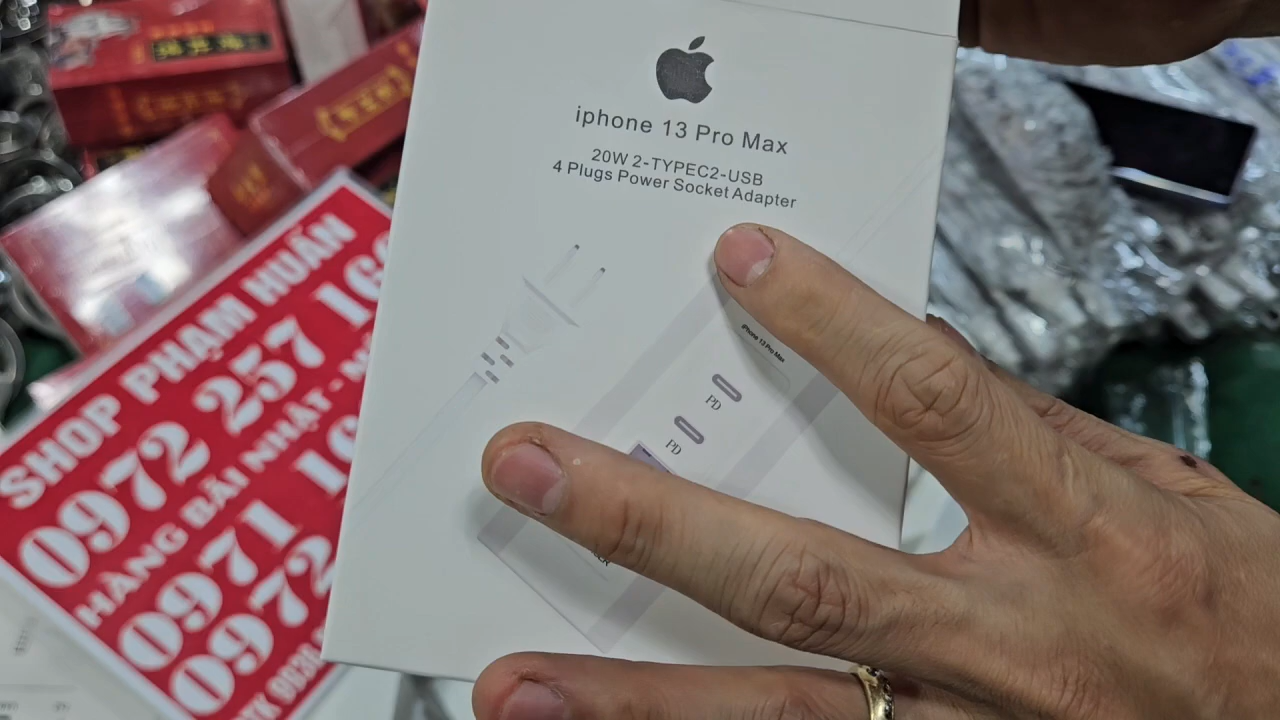 iphone 13 Pro Max
20W 2-TYPEC2-USB
4 Plugs Power Socket Adapter
iPhone 13 Pro Max
PD
PD
SHOP PHẠM HUẤN
0972 257 16
HÀNG BÃI NHẬT -
0971 16
0972